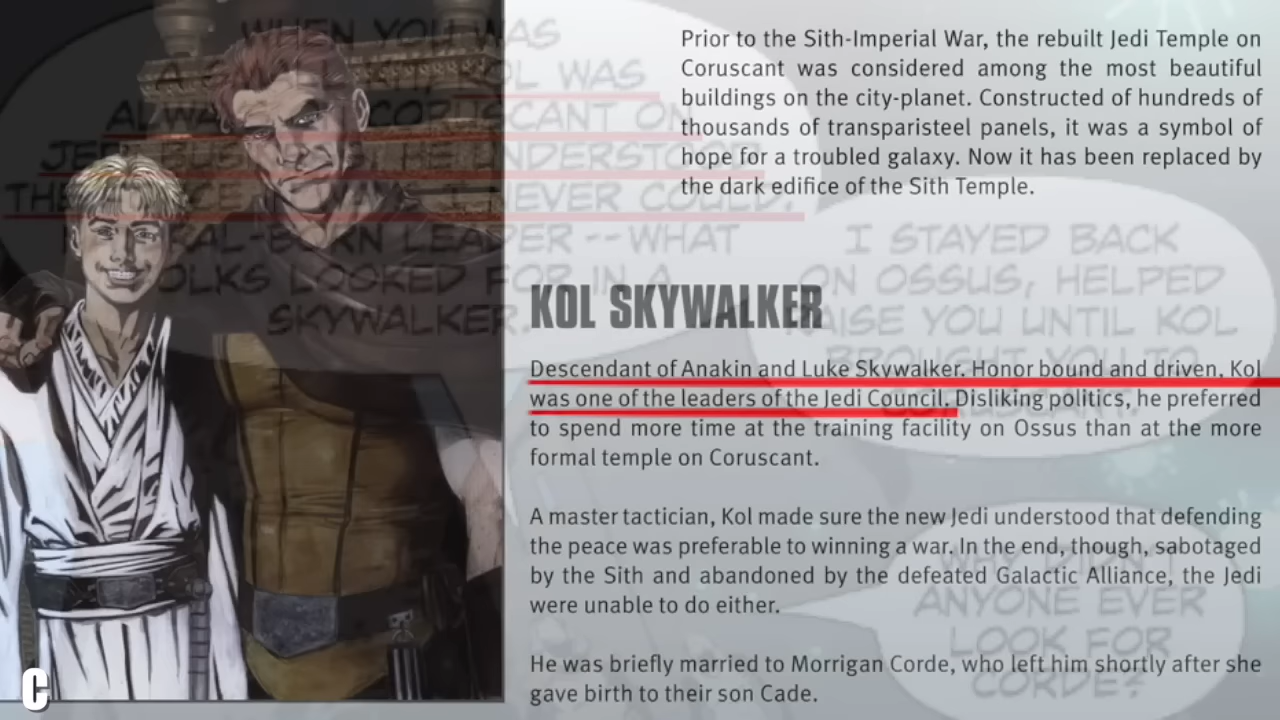 Prior to the Sith-Imperial War, the rebuilt Jedi Temple on
Coruscant was considered among the most beautiful
buildings on the city-planet. Constructed of hundreds of
thousands of transparisteel panels, it was a symbol of
hope for a troubled galaxy. Now it has been replaced by
the dark edifice of the Sith Temple.
KOL SKYWALKER
Descendant of Anakin and Luke Skywalker. Honor bound and driven, Kol
was one of the leaders of the Jedi Council. Disliking politics, he preferred
to spend more time at the training facility on Ossus than at the more
formal temple on Coruscant.
A master tactician, Kol made sure the new Jedi understood that defending
the peace was preferable to winning a war. In the end, though, sabotaged
by the Sith and abandoned by the defeated Galactic Alliance, the Jedi
were unable to do either.
He was briefly married to Morrigan Corde, who left him shortly after she
gave birth to their son Cade.
WHEN YOU WAS
WAS
ON
JEDI HE UNDERSTOOD
I NEVER COULD.
LEADER -- WHAT
FOLKS LOOKED FOR IN A
SKYWALKER.
I STAYED BACK
ON OSSUS, HELPED
RAISE YOU UNTIL KOL
BROUGHT YOU TO
CORUSCANT.
WHY DIDN'T
ANYONE EVER
LOOK FOR
CORDE?
C